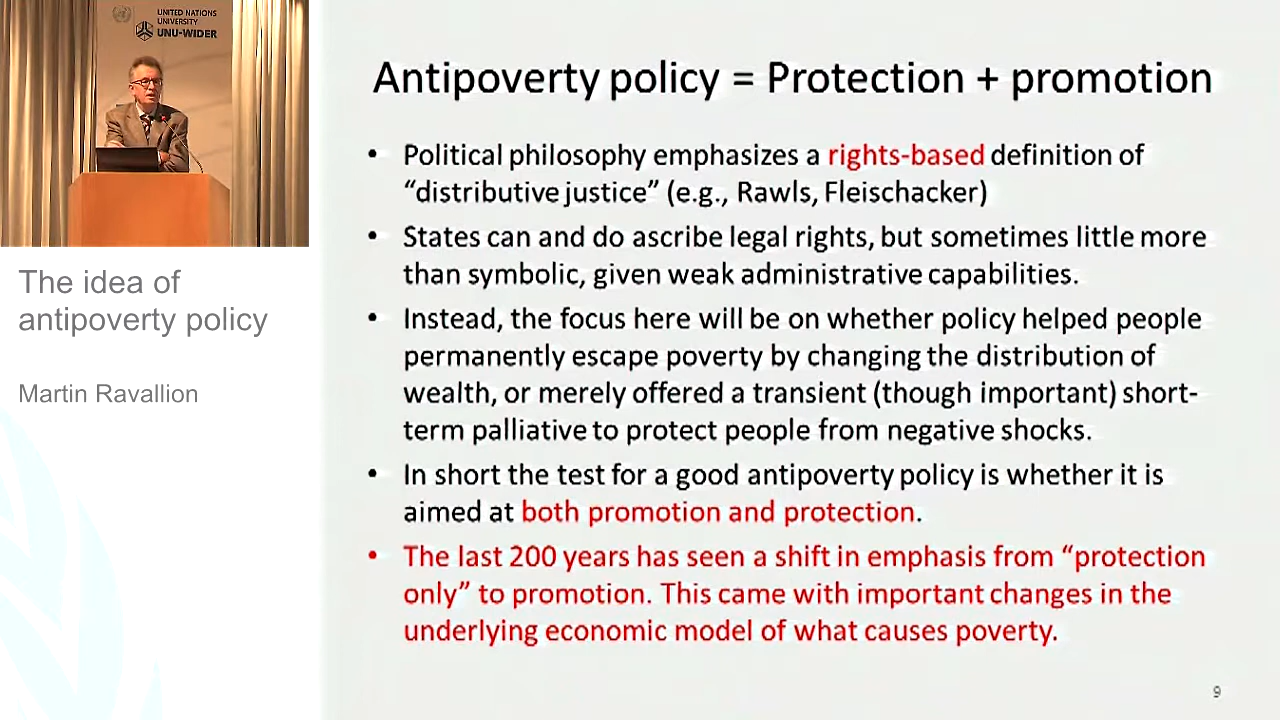 UNITED NATIONS
UNIVERSITY
UNU-WIDER
The idea of
antipoverty policy
Martin Ravallion
Antipoverty policy = Protection + promotion
• Political philosophy emphasizes a rights-based definition of
“distributive justice” (e.g., Rawls, Fleischacker)
• States can and do ascribe legal rights, but sometimes little more
than symbolic, given weak administrative capabilities.
• Instead, the focus here will be on whether policy helped people
permanently escape poverty by changing the distribution of
wealth, or merely offered a transient (though important) short-
term palliative to protect people from negative shocks.
• In short the test for a good antipoverty policy is whether it is
aimed at both promotion and protection.
• The last 200 years has seen a shift in emphasis from “protection
only” to promotion. This came with important changes in the
underlying economic model of what causes poverty.
9